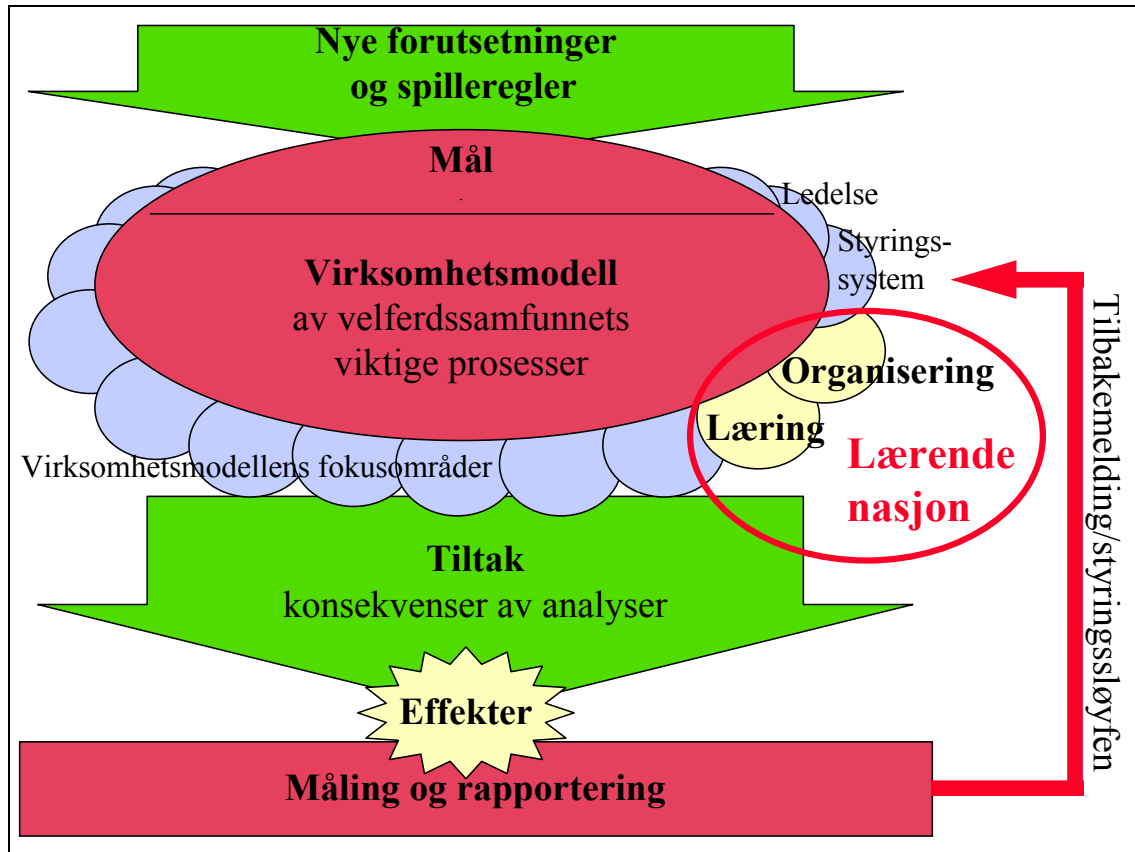 Nye forutsetninger
og spilleregler
Mål
Ledelse
Styrings-
system
Virksomhetsmodell
av velferdssamfunnets
viktige prosesser
Organisering
Læring
Lærende
nasjon
Virksomhetsmodellens fokusområder
Tiltak
konsekvenser av analyser
Effekter
Måling og rapportering
Tilbakemelding/styringssløyfen